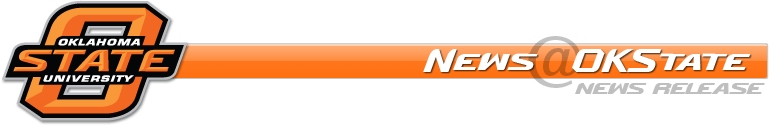 OKLAHOMA
STATE
UNIVERSITY
News@OKState
NEWS RELEASE